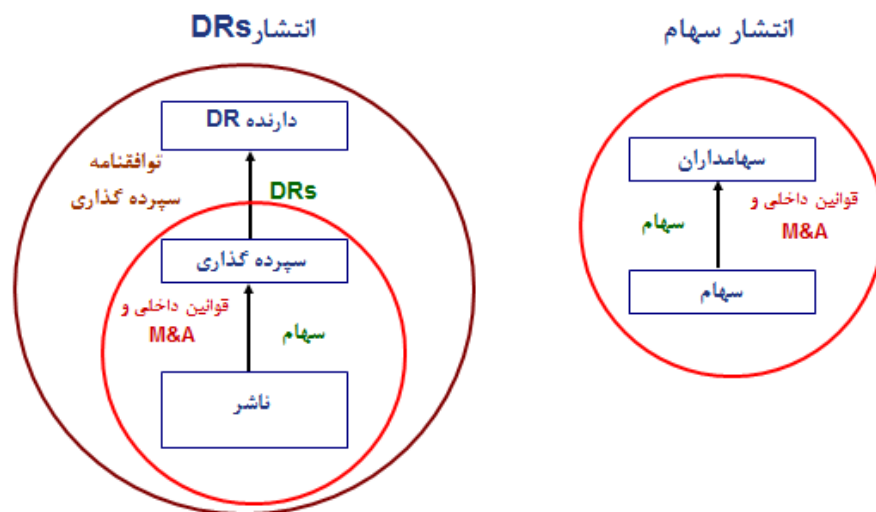 انتشار سهام
سهامداران
سهام
قوانین داخلی و
M&A
سهام
انتشارDRs
دارنده DR
توافقنامه
سپرده گذاری
DRs
سپرده گذاری
قوانین داخلی و
M&A
سهام
ناشر